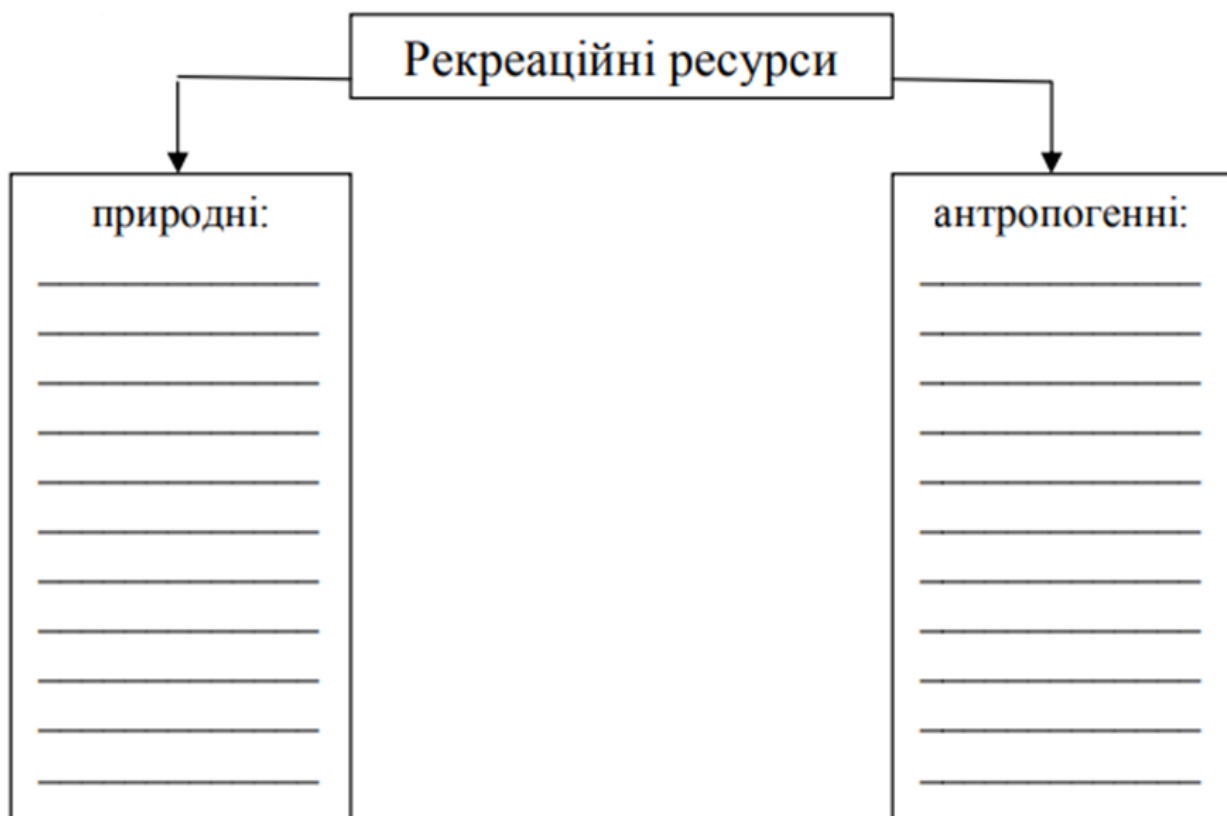 Рекреаційні ресурси
природні:
антропогенні: